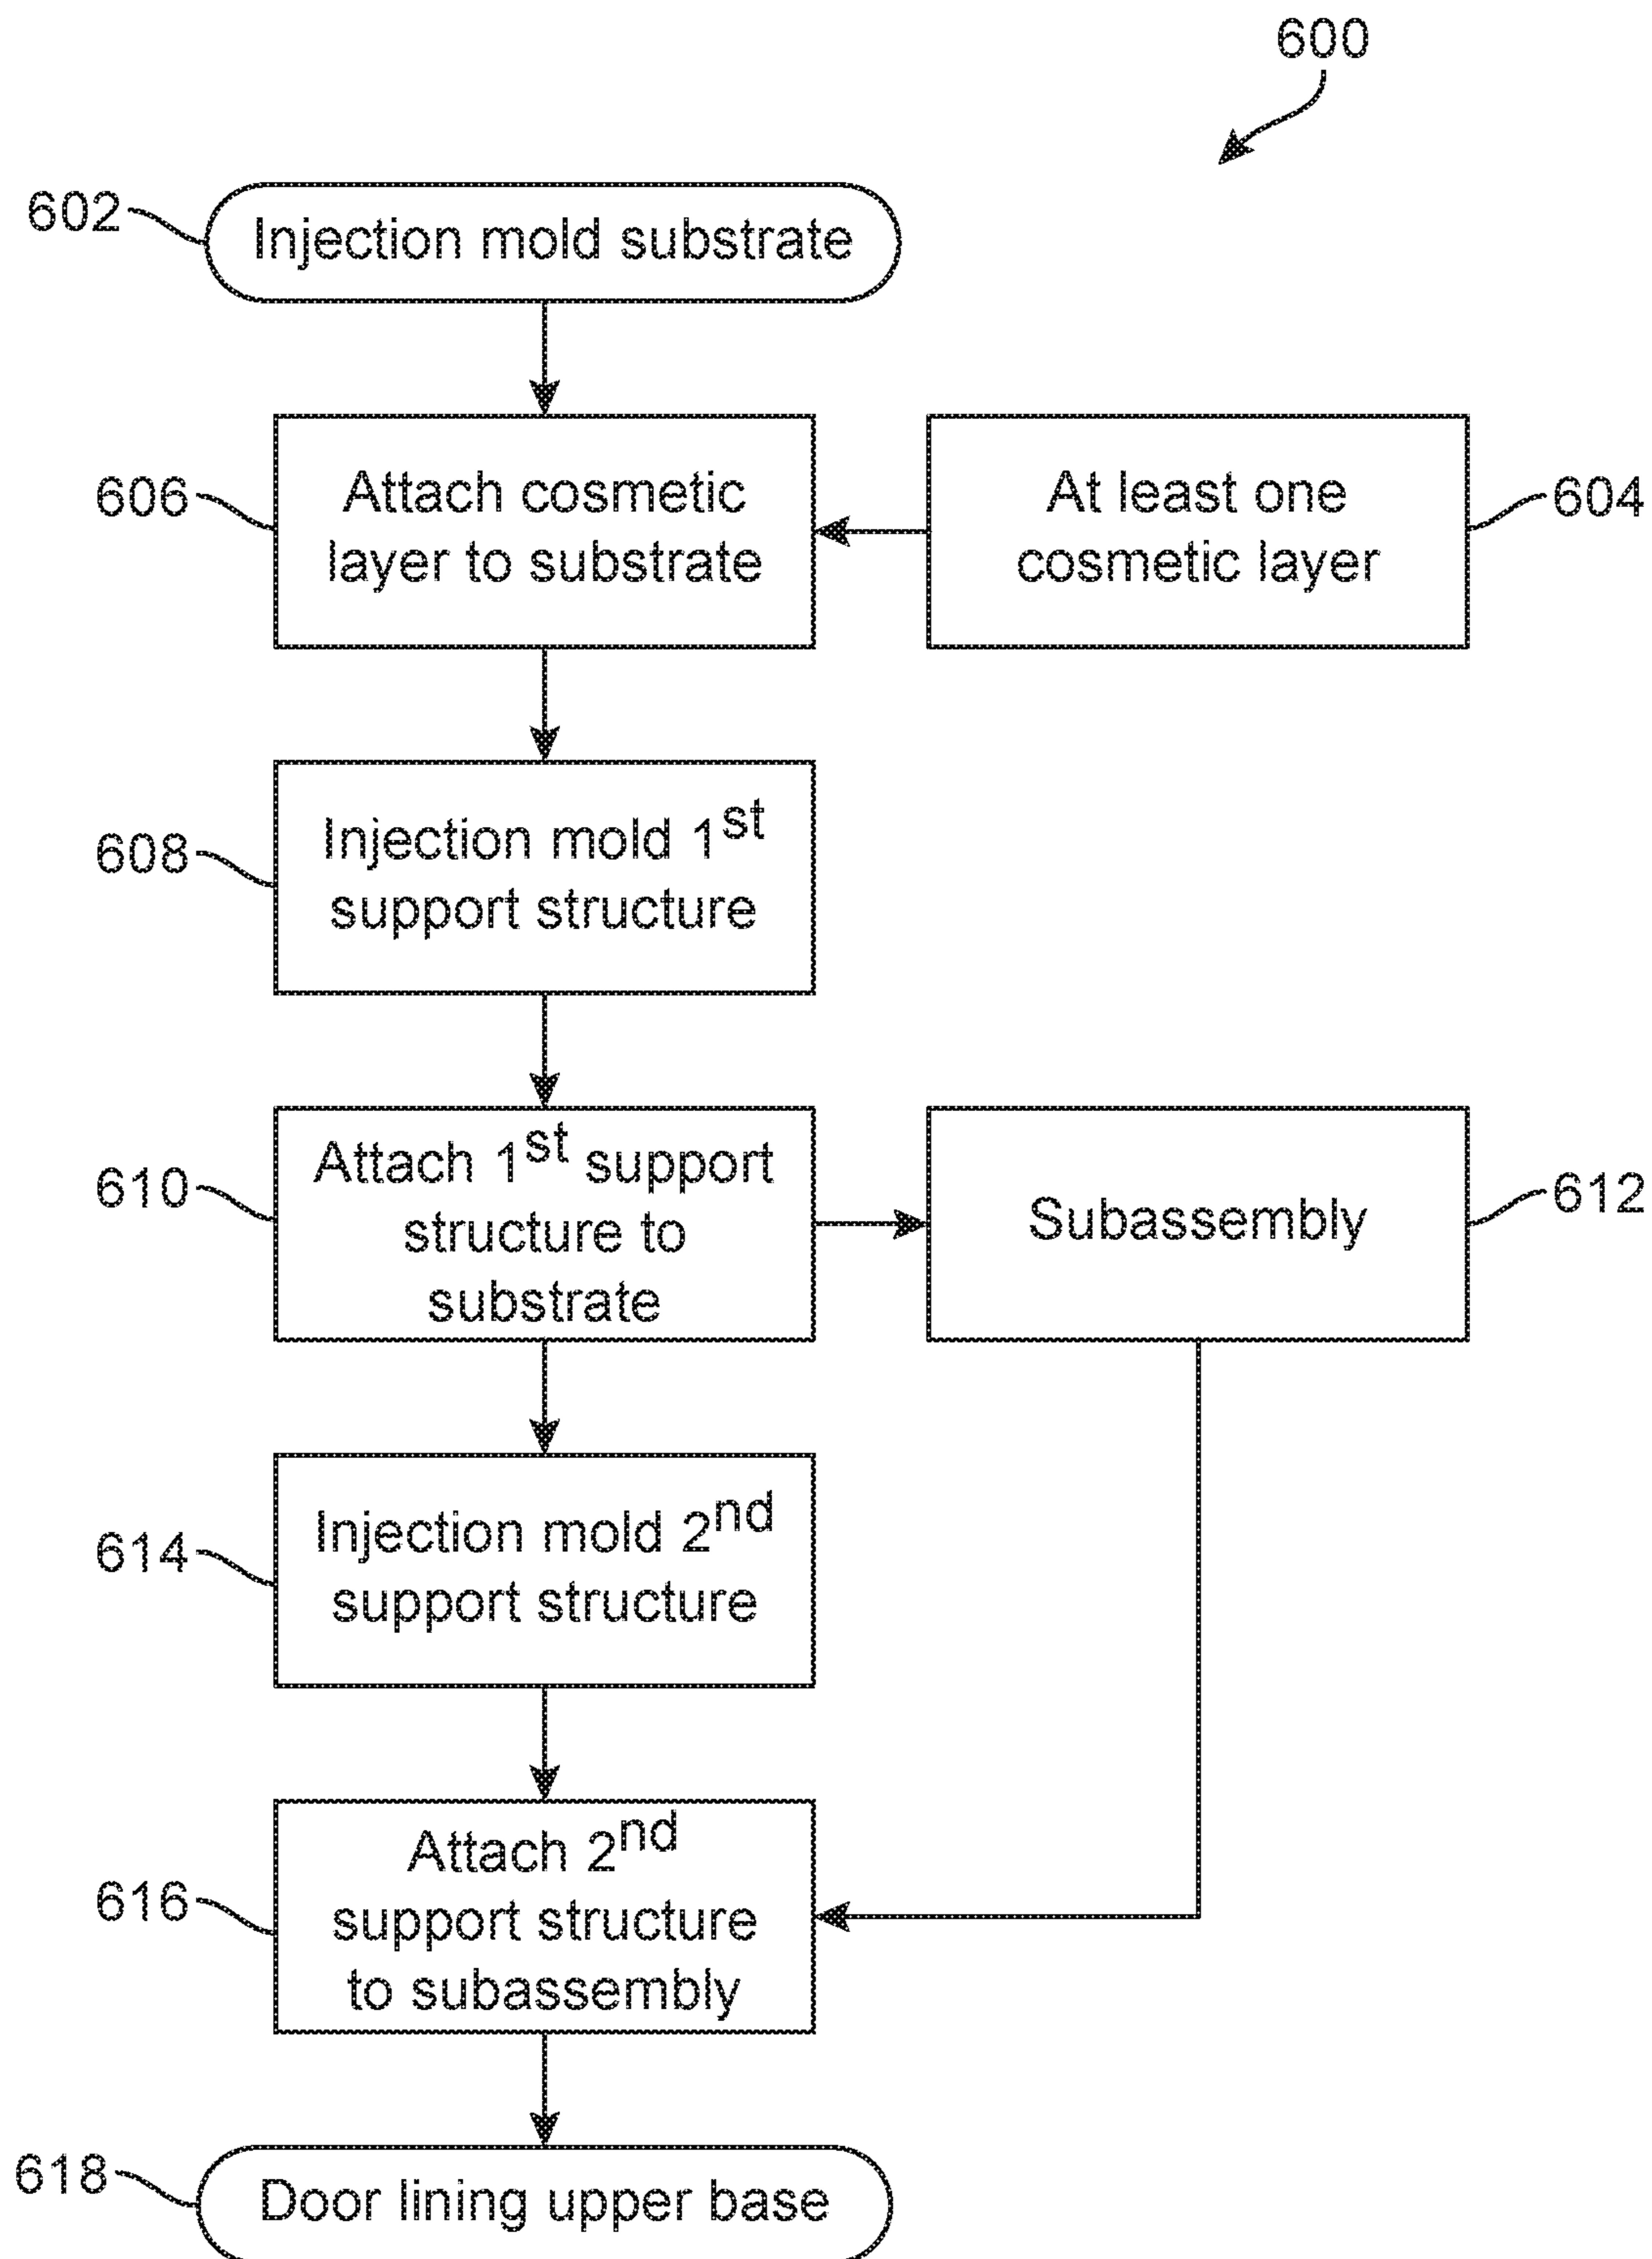 600
602
Injection mold substrate
606
Attach cosmetic
layer to substrate
At least one
cosmetic layer
604
608
Injection mold 1st
support structure
610
Attach 1st support
structure to
substrate
Subassembly
612
614
Injection mold 2nd
support structure
616
Attach 2nd
support structure
to subassembly
618
Door lining upper base